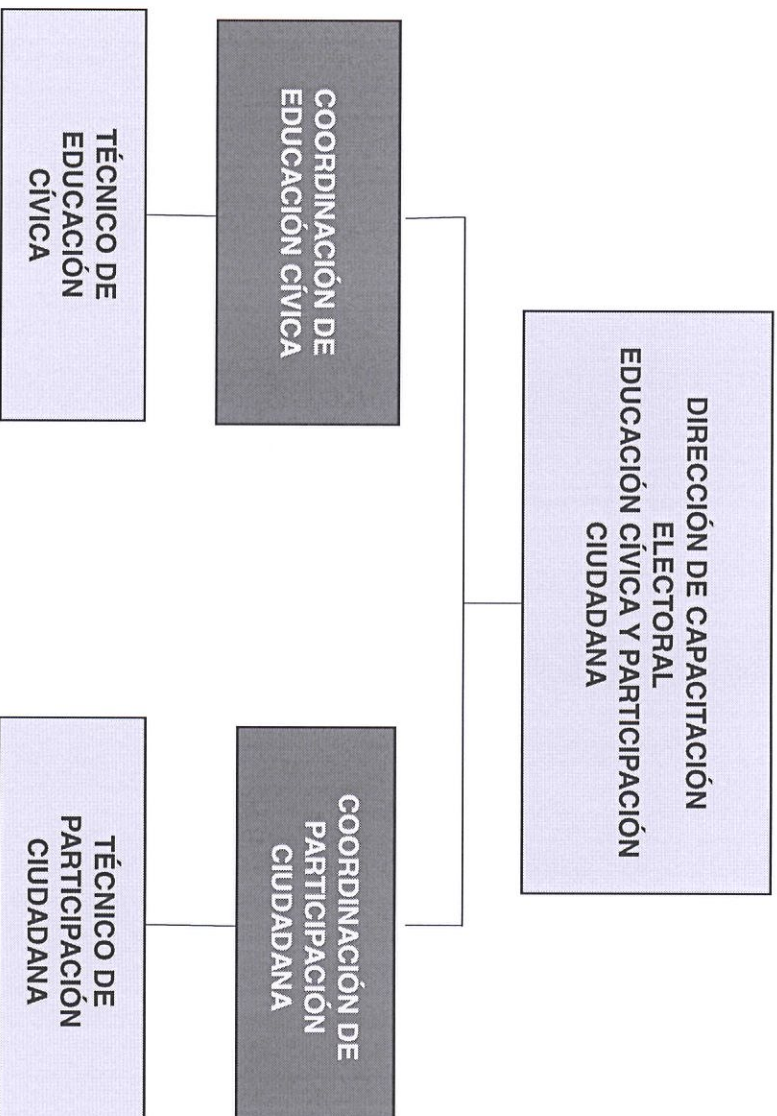 DIRECCIÓN DE CAPACITACIÓN
ELECTORAL
EDUCACIÓN CÍVICA Y PARTICIPACIÓN
CIUDADANA
COORDINACIÓN DE
EDUCACIÓN CÍVICA
COORDINACIÓN DE
PARTICIPACIÓN
CIUDADANA
TÉCNICO DE
EDUCACIÓN
CÍVICA
TÉCNICO DE
PARTICIPACIÓN
CIUDADANA